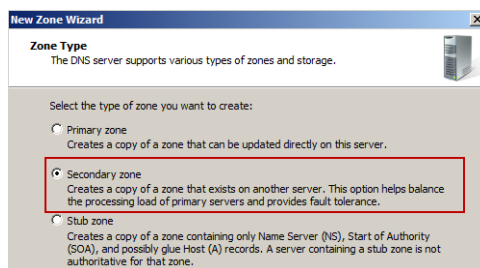 New Zone Wizard
Zone Type
The DNS server supports various types of zones and storage.
Select the type of zone you want to create:
Primary zone
Creates a copy of a zone that can be updated directly on this server.
Secondary zone
Creates a copy of a zone that exists on another server. This option helps balance
the processing load of primary servers and provides fault tolerance.
Stub zone
Creates a copy of a zone containing only Name Server (NS), Start of Authority
(SOA), and possibly glue Host (A) records. A server containing a stub zone is not
authoritative for that zone.